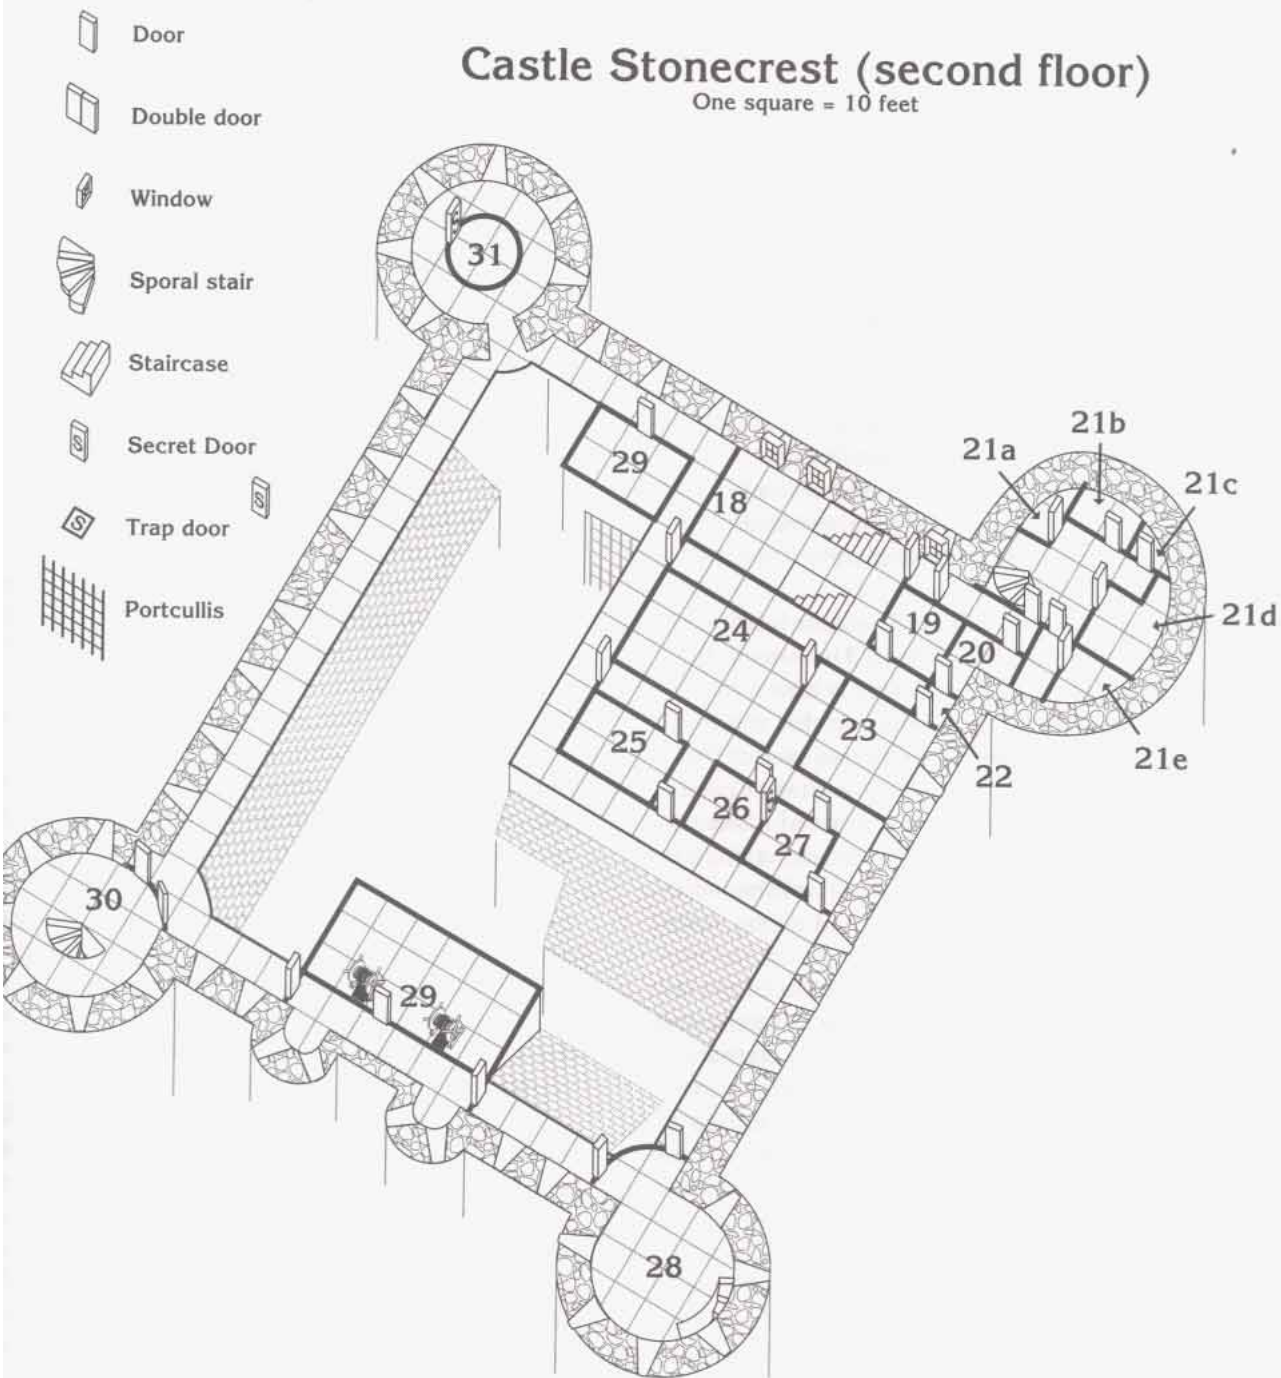 Door
Castle Stonecrest (second floor)
One square = 10 feet
Double door
Window
Sporal stair
Staircase
Secret Door
S
S
Trap door
S
Portcullis
31
29
18
21a
21b
21c
21d
24
19
20
23
25
21e
22
26
27
30
29
28